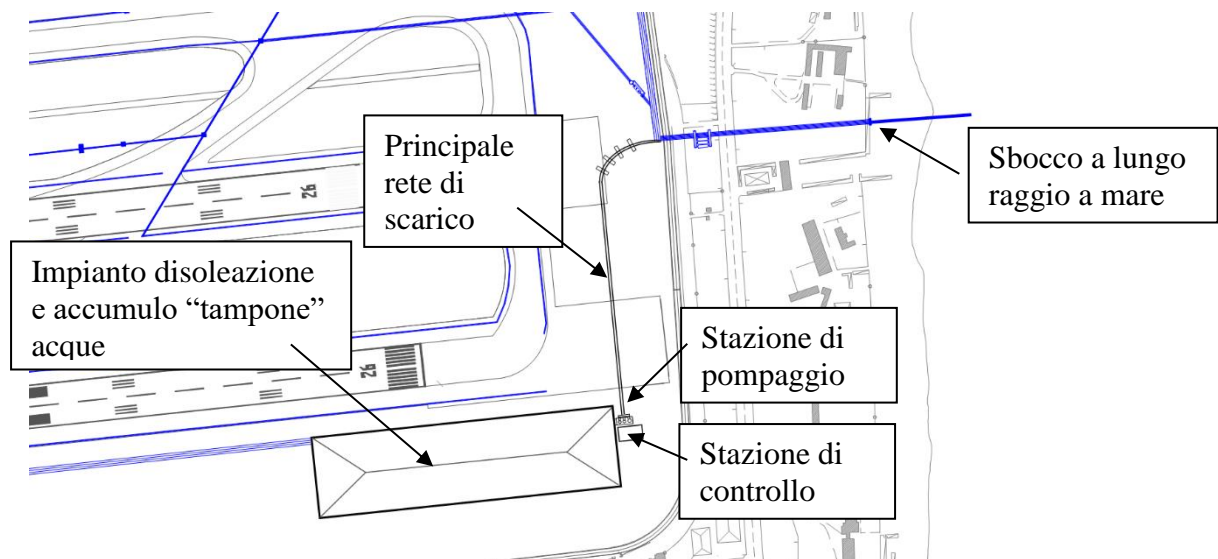 Principale
rete di
scarico
Sbocco a lungo
raggio a mare
26
Impianto disoleazione
e accumulo “tampone”
acque
Stazione di
pompaggio
26
Stazione di
controllo